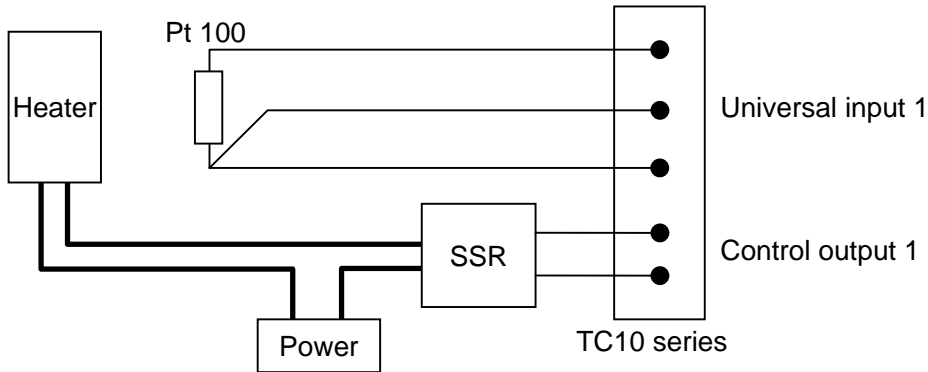 Pt 100
Heater
Universal input 1
SSR
Control output 1
Power
TC10 series